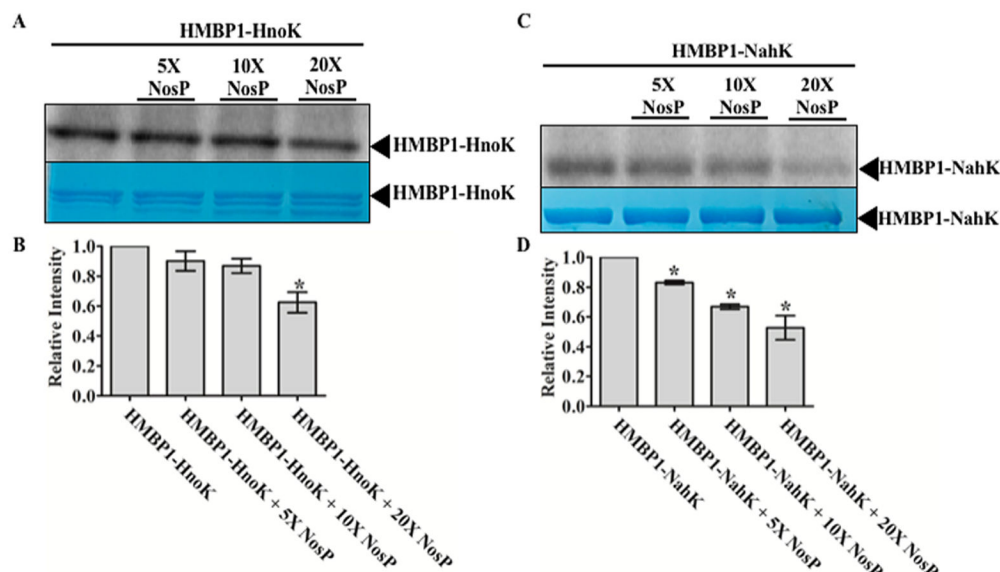 A
HMBP1-HnoK
5X
NosP
10X
NosP
20X
NosP
HMBP1-HnoK
HMBP1-HnoK
B
Relative Intensity
1.0
0.8
0.6
0.4
0.2
0.0
*
HMBP1-HnoK
HMBP1-HnoK + 5X NosP
HMBP1-HnoK + 10X NosP
HMBP1-HnoK + 20X NosP
C
HMBP1-NahK
5X
NosP
10X
NosP
20X
NosP
HMBP1-NahK
HMBP1-NahK
D
Relative Intensity
1.0
0.8
0.6
0.4
0.2
0.0
*
*
*
HMBP1-NahK
HMBP1-NahK + 5X NosP
HMBP1-NahK + 10X NosP
HMBP1-NahK + 20X NosP